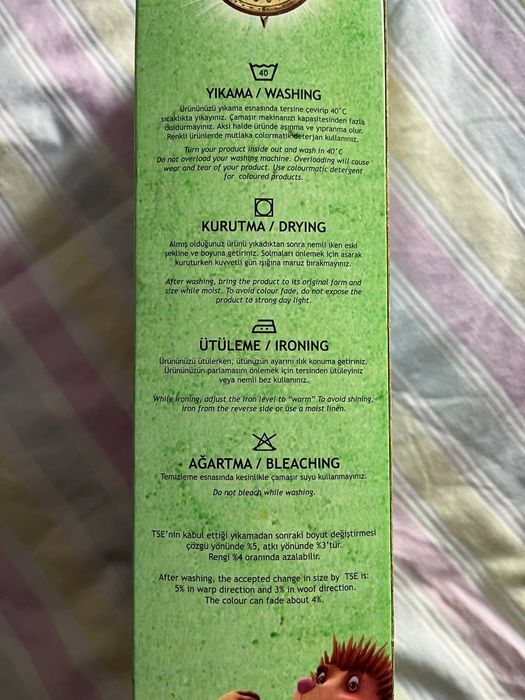 40
YIKAMA / WASHING
Ürününüzü yıkama esnasında tersine çevirip 40°C
sıcaklıkta yıkayınız. Çamaşır makinanızı kapasitesinden fazla
doldurmayınız. Aksi halde üründe aşınma ve yıpranma olur.
Renkli ürünlerde mutlaka colormatik deterjan kullanınız.
Turn your product inside out and wash in 40°C
Do not overload your washing machine. Overloading will cause
wear and tear of your product. Use colourmatic detergent
for coloured products.
KURUTMA / DRYING
Almış olduğunuz ürünü yıkadıktan sonra nemli iken eski
şekline ve boyuna getiriniz. Solmaları önlemek için asarak
kuruturken kuvvetli gün ışığına maruz bırakmayınız.
After washing, bring the product to its original form and
size while moist. To avoid colour fade, do not expose the
product to strong day light.
ÜTÜLEME / IRONING
Ürününüzü ütülerken, ütünüzün ayarını ılık konuma getiriniz.
Ürününüzün parlamasını önlemek için tersinden ütüleyiniz
veya nemli bez kullanınız.
While ironing, adjust the iron level to "warm" To avoid shining,
iron from the reverse side or use a moist linen.
AĞARTMA / BLEACHING
Temizleme esnasında kesinlikle çamaşır suyu kullanmayınız.
Do not bleach while washing.
TSE'nin kabul ettiği yıkamadan sonraki boyut değiştirmesi
çözgü yönünde %5, atkı yönünde %3'tür.
Rengi %4 oranında azalabilir.
After washing, the accepted change in size by TSE is:
5% in warp direction and 3% in woof direction.
The colour can fade about 4%.